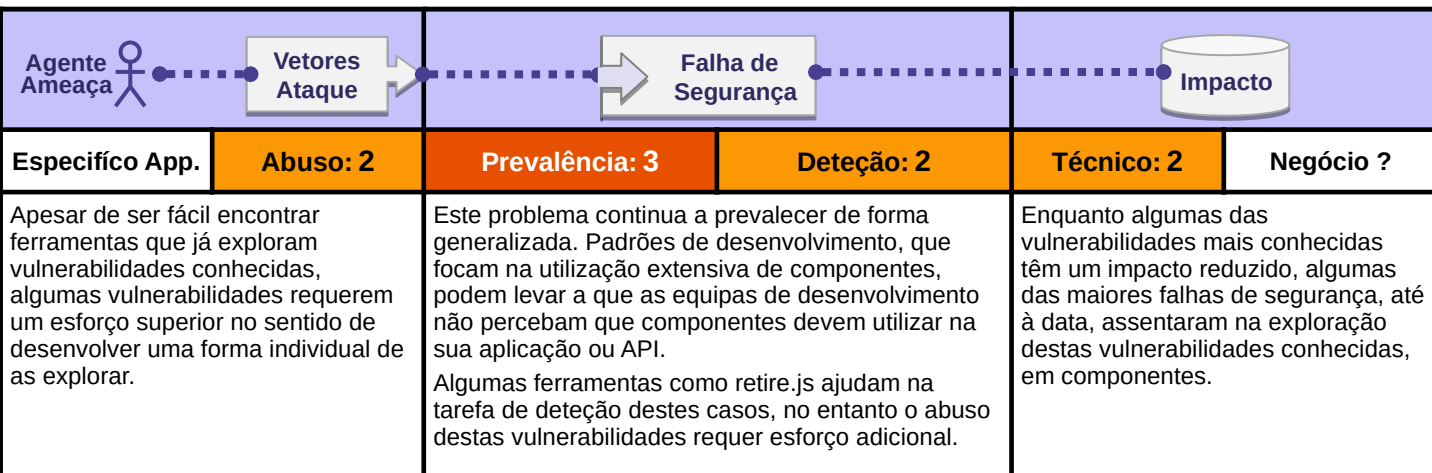 Agente
Ameaça
Vetores
Ataque
Falha de
Segurança
Impacto
Especifíco App.
Abuso: 2
Prevalência: 3
Deteção: 2
Técnico: 2
Negócio ?
Apesar de ser fácil encontrar
ferramentas que já exploram
vulnerabilidades conhecidas,
algumas vulnerabilidades requerem
um esforço superior no sentido de
desenvolver uma forma individual de
as explorar.
Este problema continua a prevalecer de forma
generalizada. Padrões de desenvolvimento, que
focam na utilização extensiva de componentes,
podem levar a que as equipas de desenvolvimento
não percebam que componentes devem utilizar na
sua aplicação ou API.
Algumas ferramentas como retire.js ajudam na
tarefa de deteção destes casos, no entanto o abuso
destas vulnerabilidades requer esforço adicional.
Enquanto algumas das
vulnerabilidades mais conhecidas
têm um impacto reduzido, algumas
das maiores falhas de segurança, até
à data, assentaram na exploração
destas vulnerabilidades conhecidas,
em componentes.